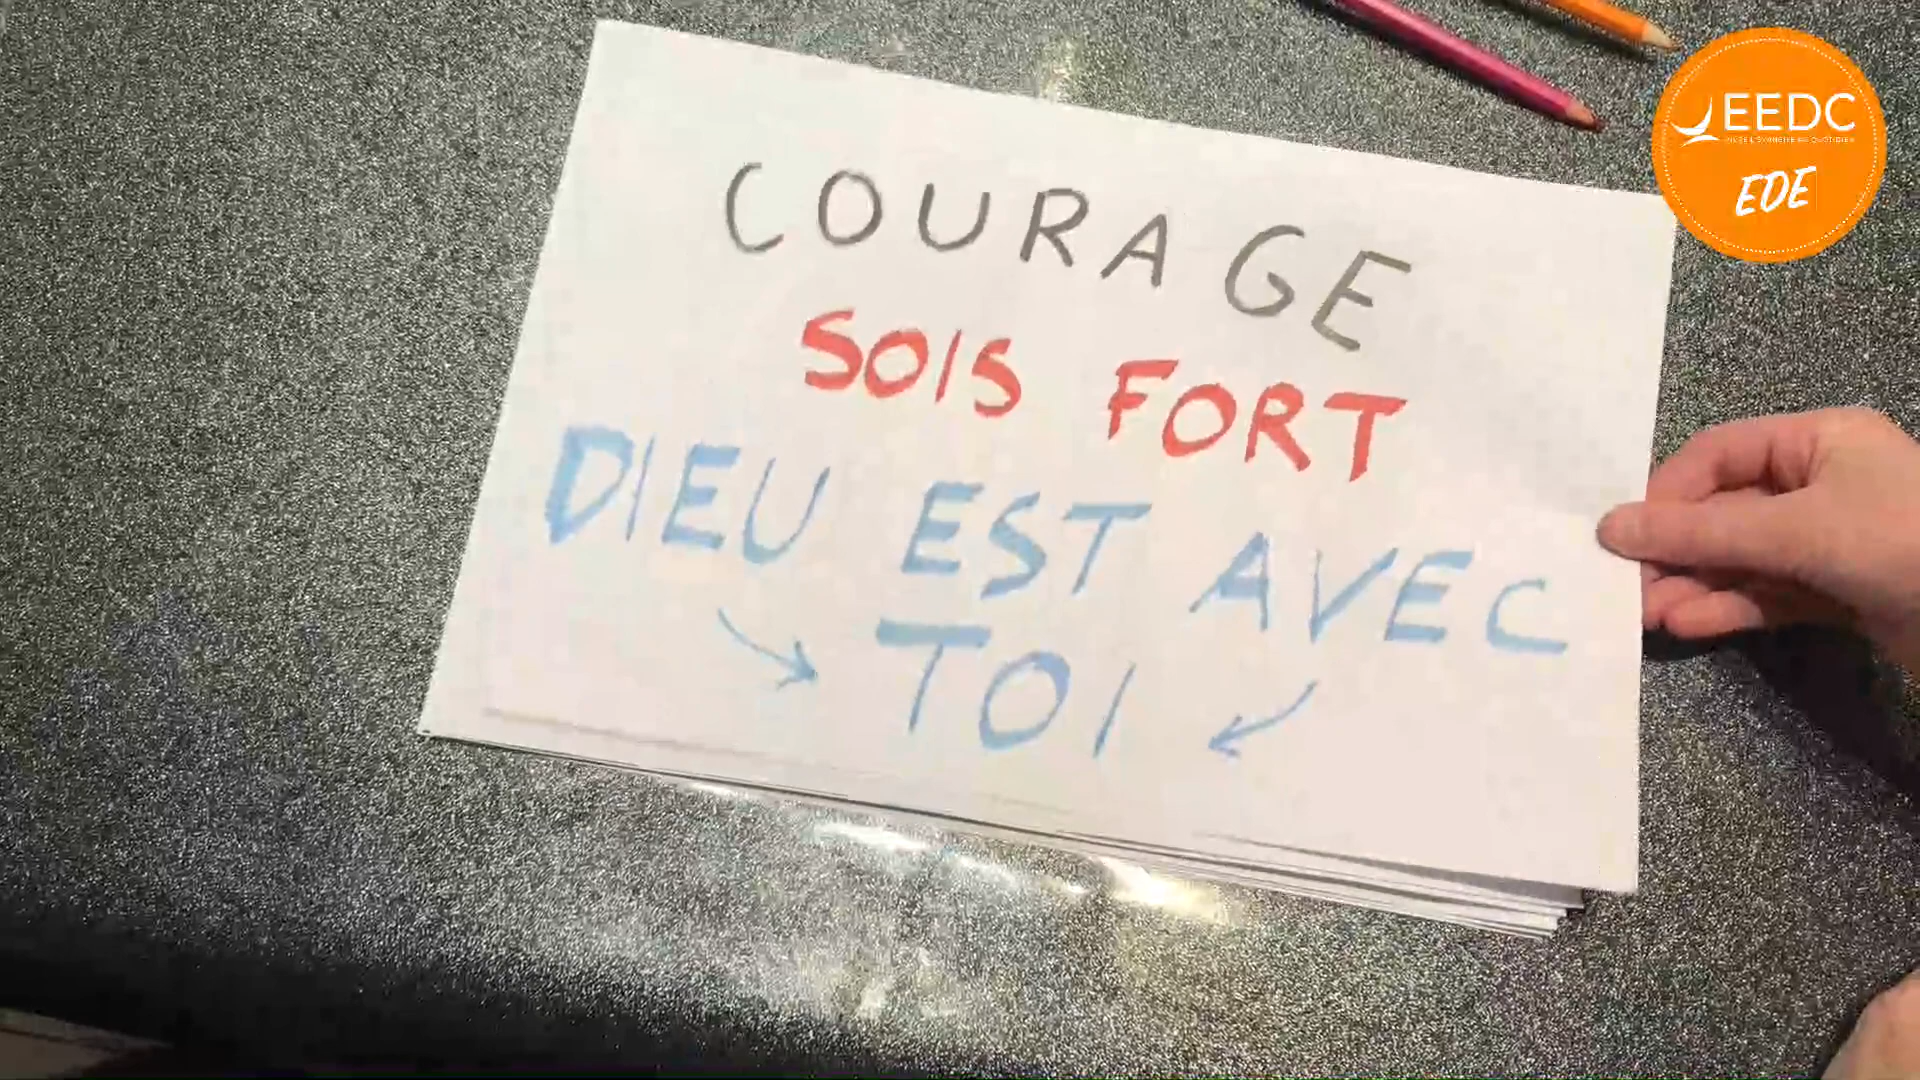 COURAGE
SOIS FORT
DIEU EST AVEC
TOI
EEDC
EDE